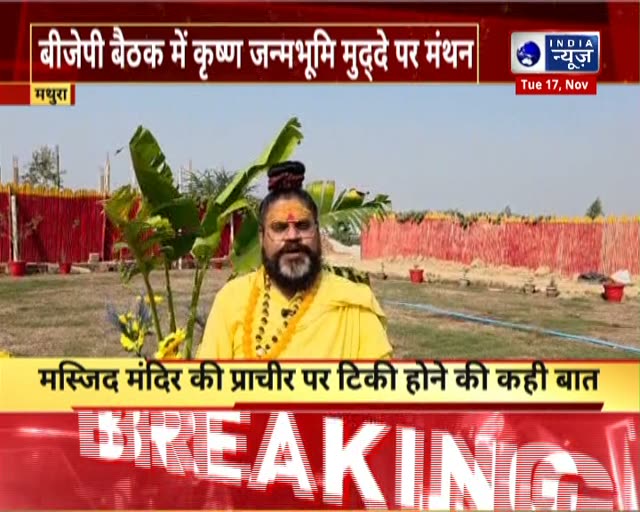 बीजेपी बैठक में कृष्ण जन्मभूमि मुद्दे पर मंथन
INDIA
न्यूज़
Tue 17, Nov
मथुरा
मस्जिद मंदिर की प्राचीर पर टिकी होने की कही बात
BREAKING